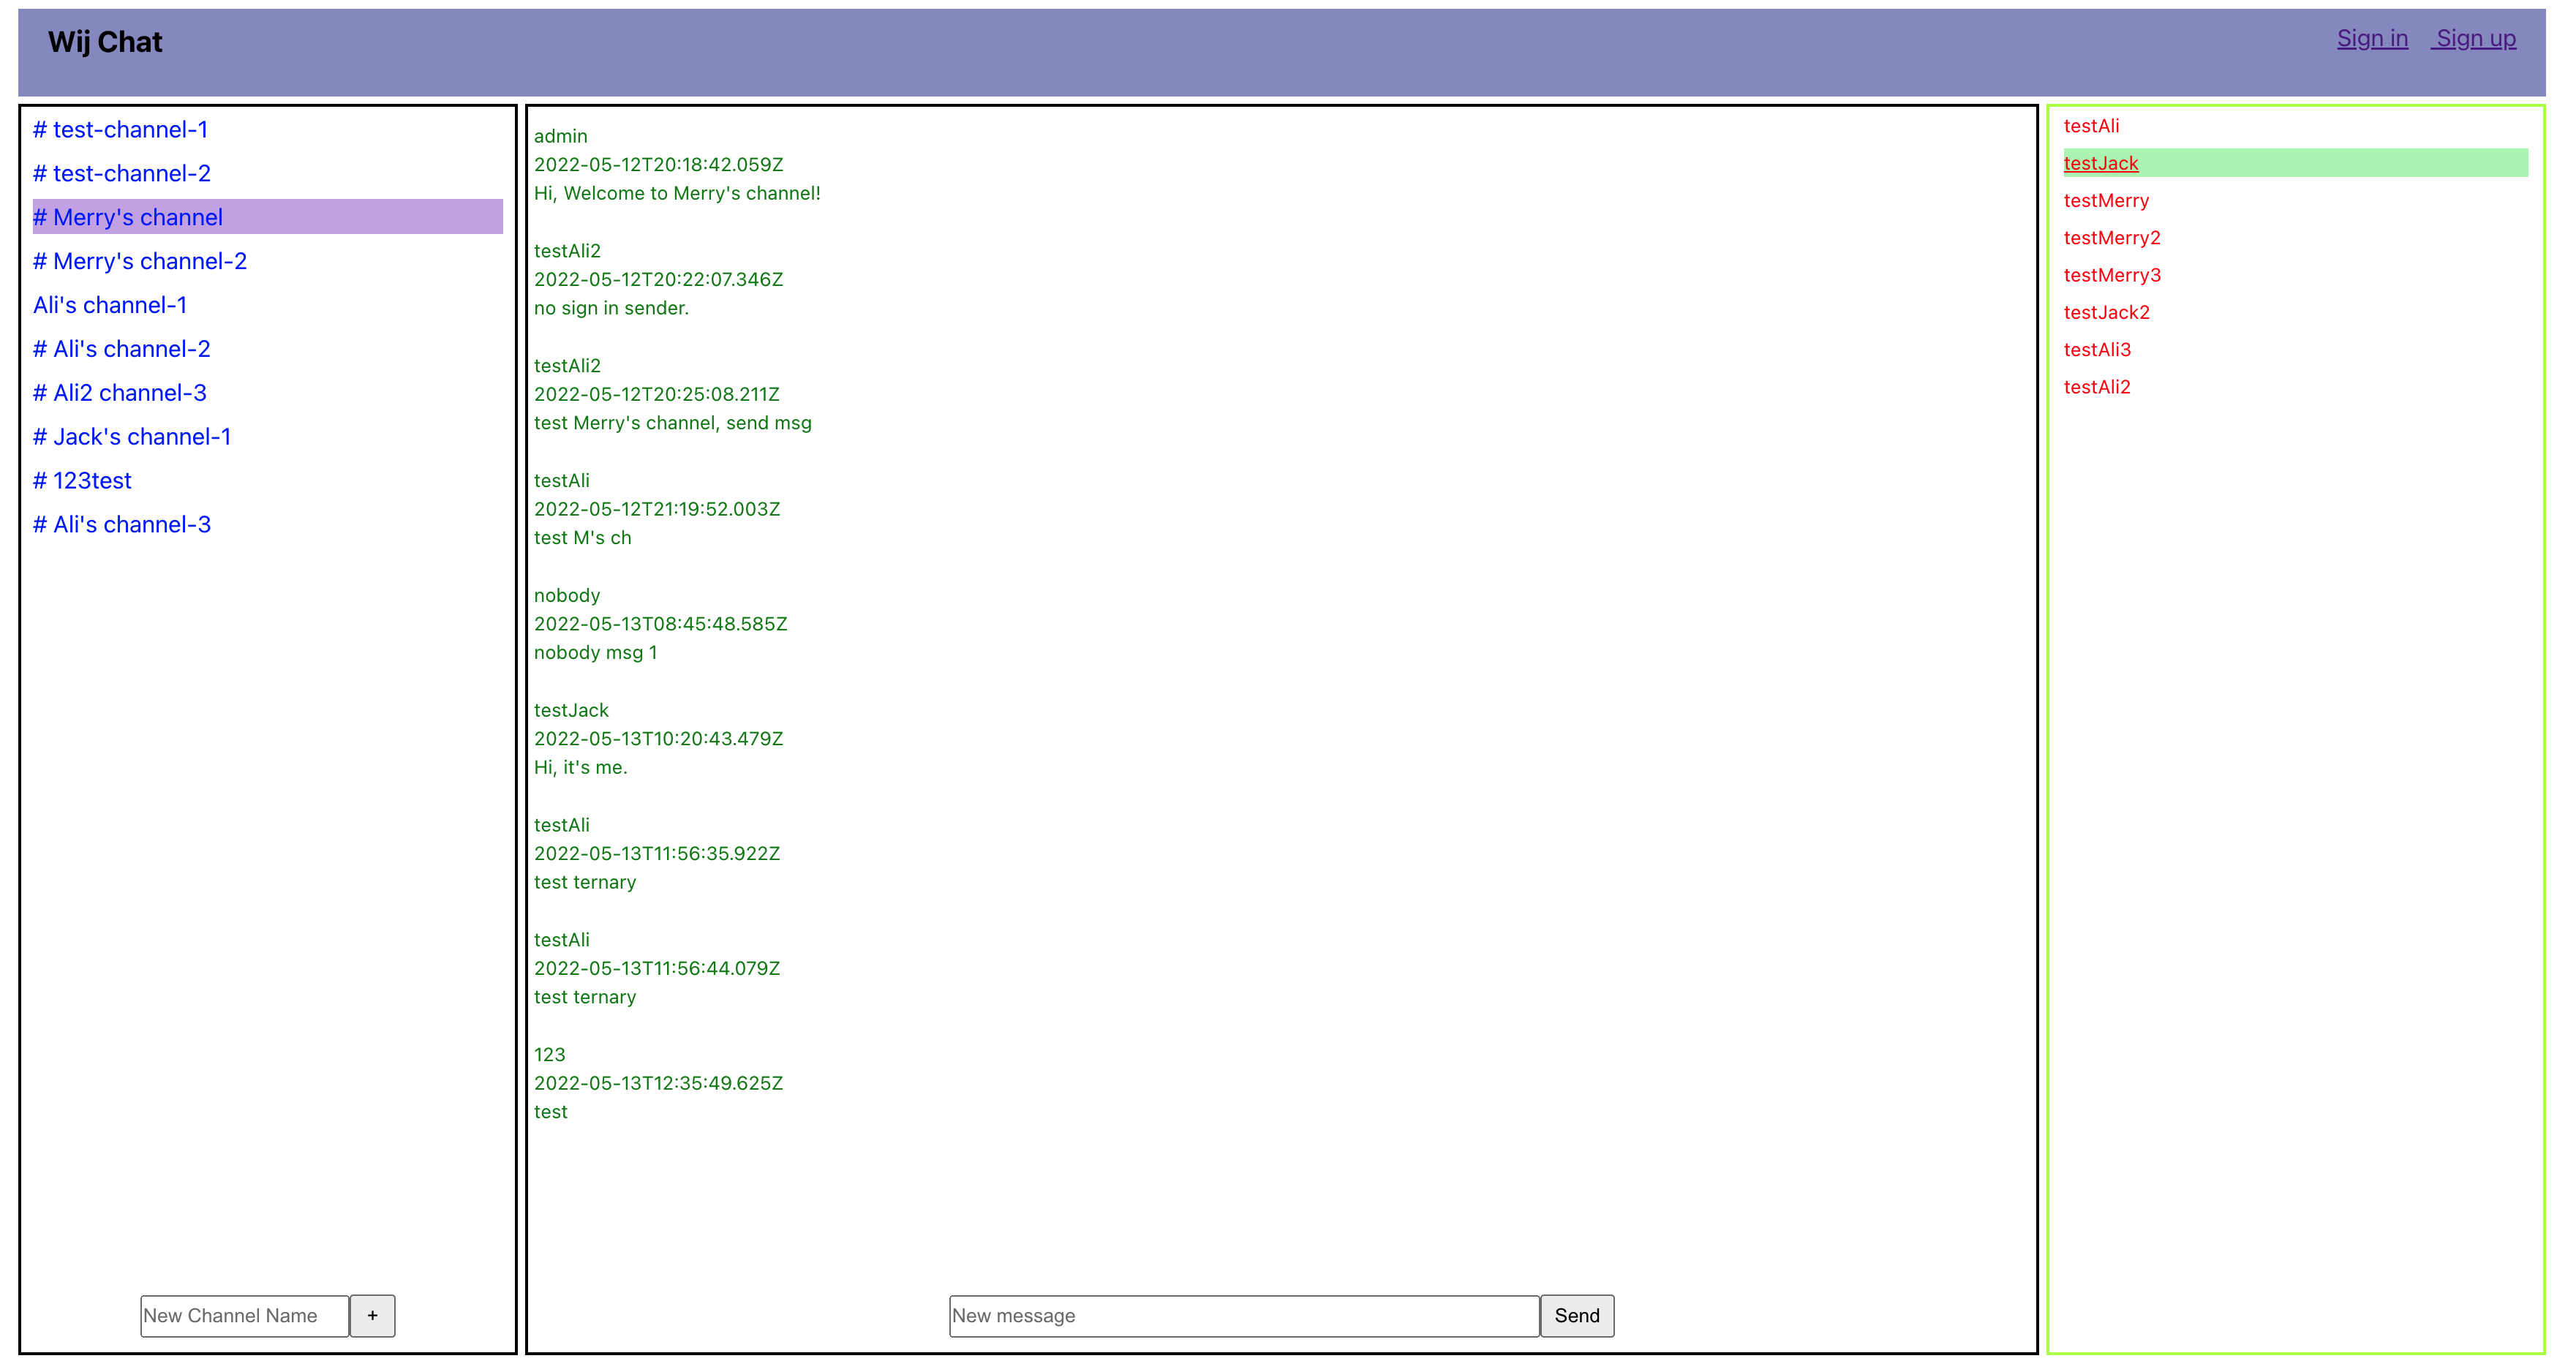 Wij Chat
Sign in Sign up
# test-channel-1
# test-channel-2
# Merry's channel
# Merry's channel-2
Ali's channel-1
# Ali's channel-2
# Ali2 channel-3
# Jack's channel-1
# 123test
# Ali's channel-3
New Channel Name +
admin
2022-05-12T20:18:42.059Z
Hi, Welcome to Merry's channel!
testAli2
2022-05-12T20:22:07.346Z
no sign in sender.
testAli2
2022-05-12T20:25:08.211Z
test Merry's channel, send msg
testAli
2022-05-12T21:19:52.003Z
test M's ch
nobody
2022-05-13T08:45:48.585Z
nobody msg 1
testJack
2022-05-13T10:20:43.479Z
Hi, it's me.
testAli
2022-05-13T11:56:35.922Z
test ternary
testAli
2022-05-13T11:56:44.079Z
test ternary
123
2022-05-13T12:35:49.625Z
test
New message Send
testAli
testJack
testMerry
testMerry2
testMerry3
testJack2
testAli3
testAli2